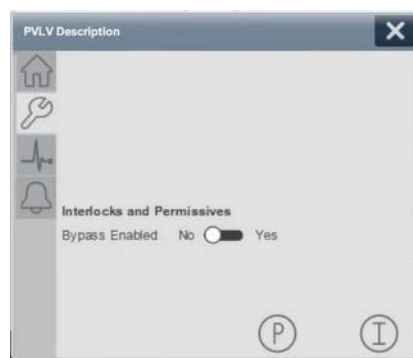 PVLV Description
Interlocks and Permissives
Bypass Enabled No Yes
P I